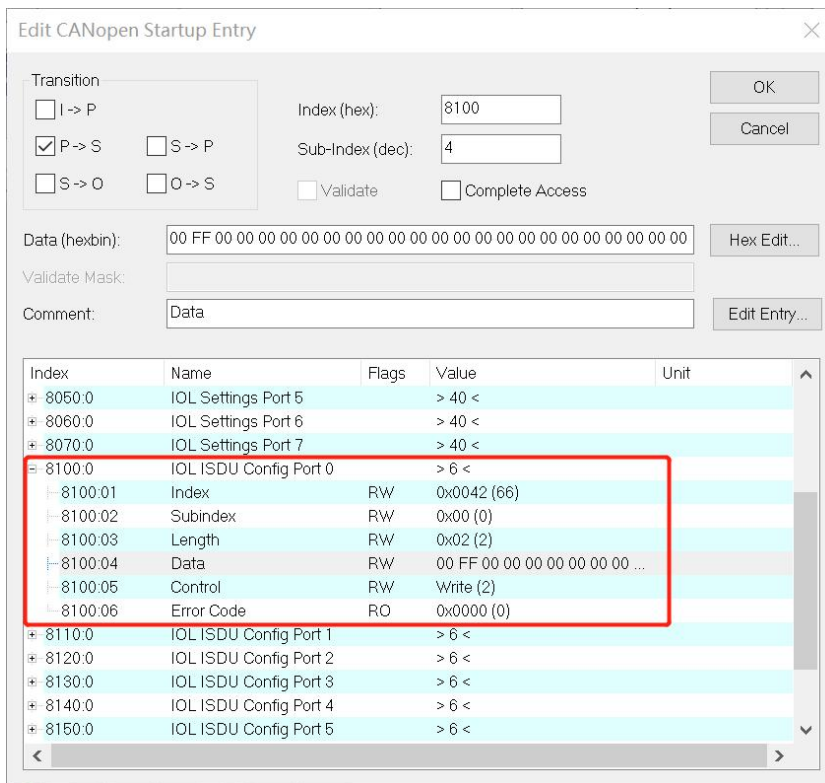 Edit CANopen Startup Entry
Transition
I -> P
P -> S
S -> P
S -> O
O -> S
Index (hex):
8100
Sub-Index (dec):
4
Validate
Complete Access
OK
Cancel
Data (hexbin):
00 FF 00 00 00 00 00 00 00 00 00 00 00 00 00 00 00 00 00 00 00 00 00 00
Hex Edit...
Validate Mask:
Comment:
Data
Edit Entry...
Index Name Flags Value Unit
8050:0 IOL Settings Port 5 > 40 <
8060:0 IOL Settings Port 6 > 40 <
8070:0 IOL Settings Port 7 > 40 <
8100:0 IOL ISDU Config Port 0 > 6 <
8100:01 Index RW 0x0042 (66)
8100:02 Subindex RW 0x00 (0)
8100:03 Length RW 0x02 (2)
8100:04 Data RW 00 FF 00 00 00 00 00 00 00 ...
8100:05 Control RW Write (2)
8100:06 Error Code RO 0x0000 (0)
8110:0 IOL ISDU Config Port 1 > 6 <
8120:0 IOL ISDU Config Port 2 > 6 <
8130:0 IOL ISDU Config Port 3 > 6 <
8140:0 IOL ISDU Config Port 4 > 6 <
8150:0 IOL ISDU Config Port 5 > 6 <